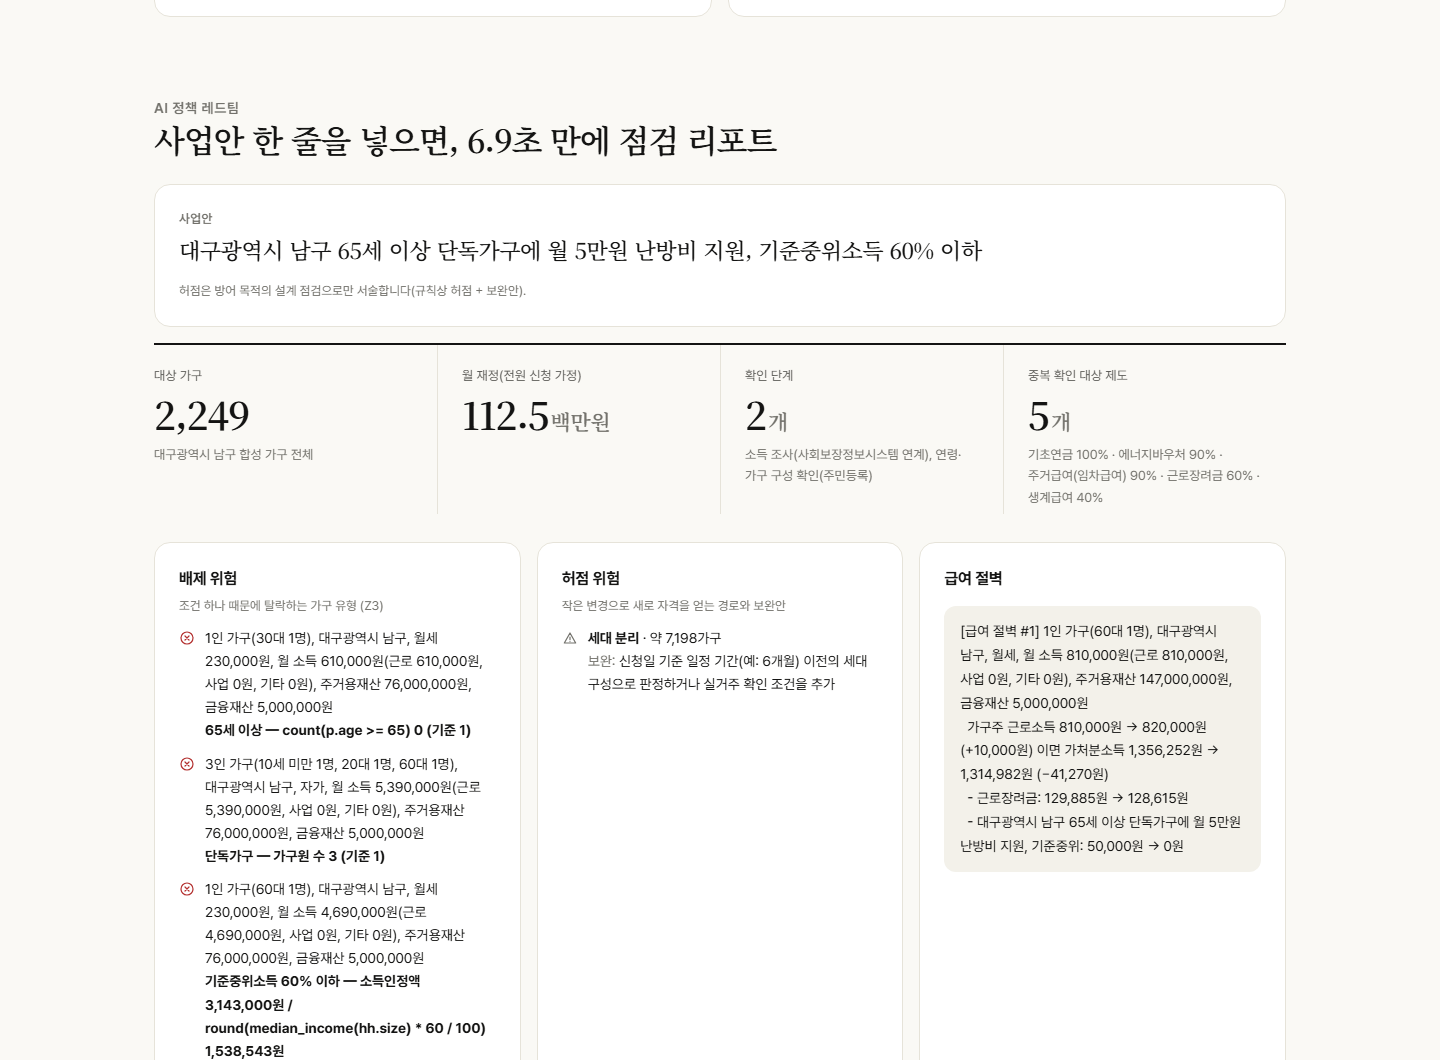 AI 정책 레드팀
사업안 한 줄을 넣으면, 6.9초 만에 점검 리포트
사업안
대구광역시 남구 65세 이상 단독가구에 월 5만원 난방비 지원, 기준중위소득 60% 이하
허점은 방어 목적의 설계 점검으로만 서술합니다(규칙상 허점 + 보완안).
대상 가구
2,249
대구광역시 남구 합성 가구 전체
월 재정(전원 신청 가정)
112.5백만원
확인 단계
2개
소득 조사(사회보장정보시스템 연계), 연령·
가구 구성 확인(주민등록)
중복 확인 대상 제도
5개
기초연금 100% · 에너지바우처 90% ·
주거급여(임차급여) 90% · 근로장려금 60% ·
생계급여 40%
배제 위험
조건 하나 때문에 탈락하는 가구 유형 (Z3)
1인 가구(30대 1명), 대구광역시 남구, 월세
230,000원, 월 소득 610,000원(근로 610,000원,
사업 0원, 기타 0원), 주거용재산 76,000,000원,
금융재산 5,000,000원
65세 이상 — count(p.age >= 65) 0 (기준 1)
3인 가구(10세 미만 1명, 20대 1명, 60대 1명),
대구광역시 남구, 자가, 월 소득 5,390,000원(근로
5,390,000원, 사업 0원, 기타 0원), 주거용재산
76,000,000원, 금융재산 5,000,000원
단독가구 — 가구원 수 3 (기준 1)
1인 가구(60대 1명), 대구광역시 남구, 월세
230,000원, 월 소득 4,690,000원(근로
4,690,000원, 사업 0원, 기타 0원), 주거용재산
76,000,000원, 금융재산 5,000,000원
기준중위소득 60% 이하 — 소득인정액
3,143,000원 /
round(median_income(hh.size) * 60 / 100)
1,538,543원
허점 위험
작은 변경으로 새로 자격을 얻는 경로와 보완안
세대 분리 · 약 7,198가구
보완: 신청일 기준 일정 기간(예: 6개월) 이전의 세대
구성으로 판정하거나 실거주 확인 조건을 추가
급여 절벽
[급여 절벽 #1] 1인 가구(60대 1명), 대구광역시
남구, 월세, 월 소득 810,000원(근로 810,000원,
사업 0원, 기타 0원), 주거용재산 147,000,000원,
금융재산 5,000,000원
가구주 근로소득 810,000원 → 820,000원
(+10,000원) 이면 가처분소득 1,356,252원 →
1,314,982원 (−41,270원)
- 근로장려금: 129,885원 → 128,615원
- 대구광역시 남구 65세 이상 단독가구에 월 5만원
난방비 지원, 기준중위: 50,000원 → 0원